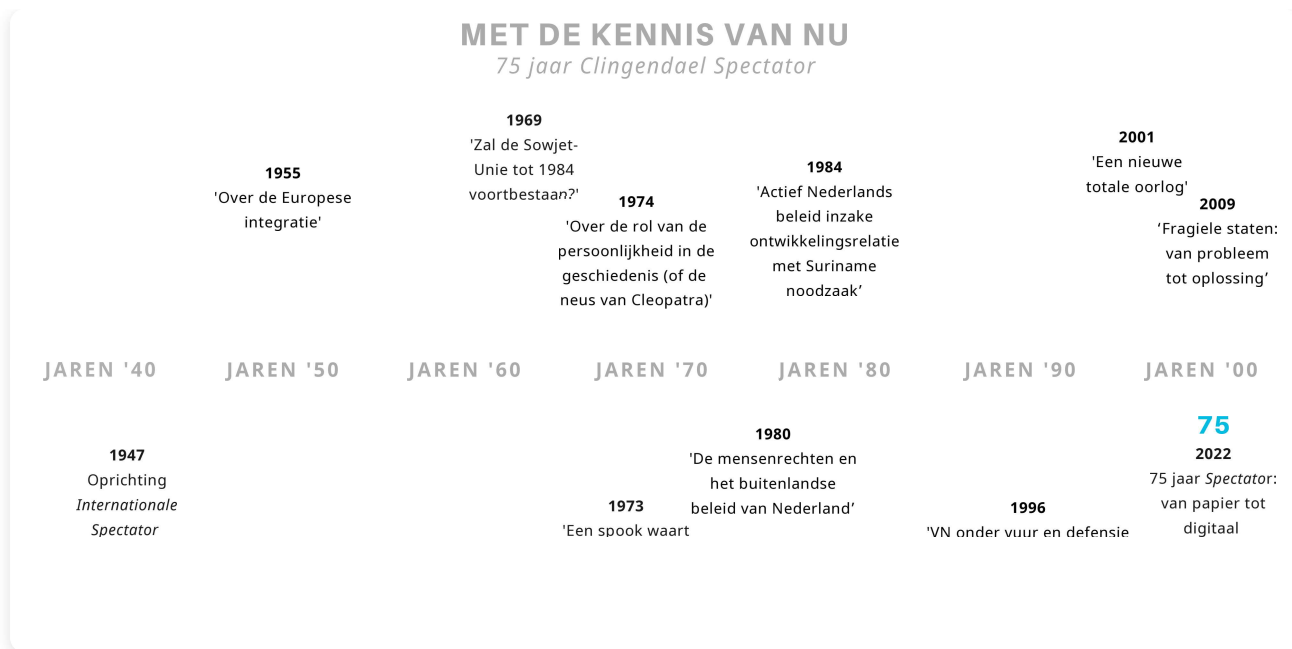 MET DE KENNIS VAN NU
75 jaar Clingendael Spectator
1955
'Over de Europese
integratie'
1969
'Zal de Sowjet-
Unie tot 1984
voortbestaan?'
1974
'Over de rol van de
persoonlijkheid in de
geschiedenis (of de
neus van Cleopatra)'
1984
'Actief Nederlands
beleid inzake
ontwikkelingsrelatie
met Suriname
noodzaak’
2001
'Een nieuwe
totale oorlog'
2009
‘Fragiele staten:
van probleem
tot oplossing’
JAREN '40
JAREN '50
JAREN '60
JAREN '70
JAREN '80
JAREN '90
JAREN '00
1947
Oprichting
Internationale
Spectator
1973
'Een spook waart
1980
'De mensenrechten en
het buitenlandse
beleid van Nederland’
1996
'VN onder vuur en defensie
75
2022
75 jaar Spectator:
van papier tot
digitaal